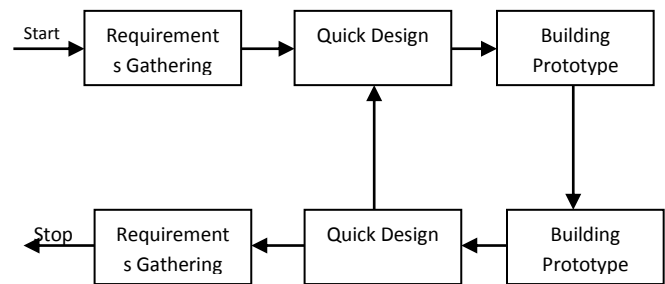 Start
Requirement
s Gathering
Quick Design
Building
Prototype
Stop
Requirement
s Gathering
Quick Design
Building
Prototype